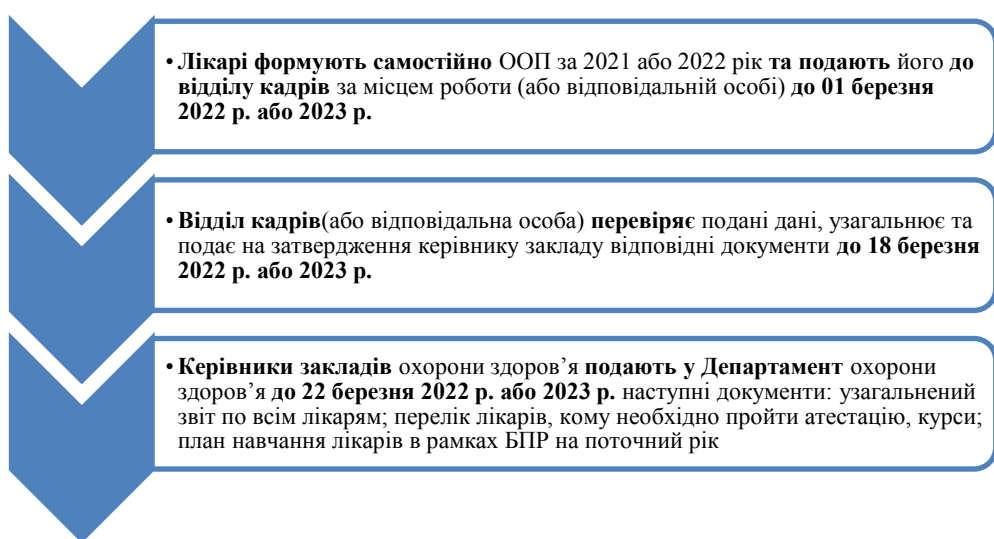 • Лікарі формують самостійно ООП за 2021 або 2022 рік та подають його до
відділу кадрів за місцем роботи (або відповідальній особі) до 01 березня
2022 р. або 2023 р.
• Відділ кадрів(або відповідальна особа) перевіряє подані дані, узагальнює та
подає на затвердження керівнику закладу відповідні документи до 18 березня
2022 р. або 2023 р.
• Керівники закладів охорони здоров’я подають у Департамент охорони
здоров’я до 22 березня 2022 р. або 2023 р. наступні документи: узагальнений
звіт по всім лікарям; перелік лікарів, кому необхідно пройти атестацію, курси;
план навчання лікарів в рамках БПР на поточний рік